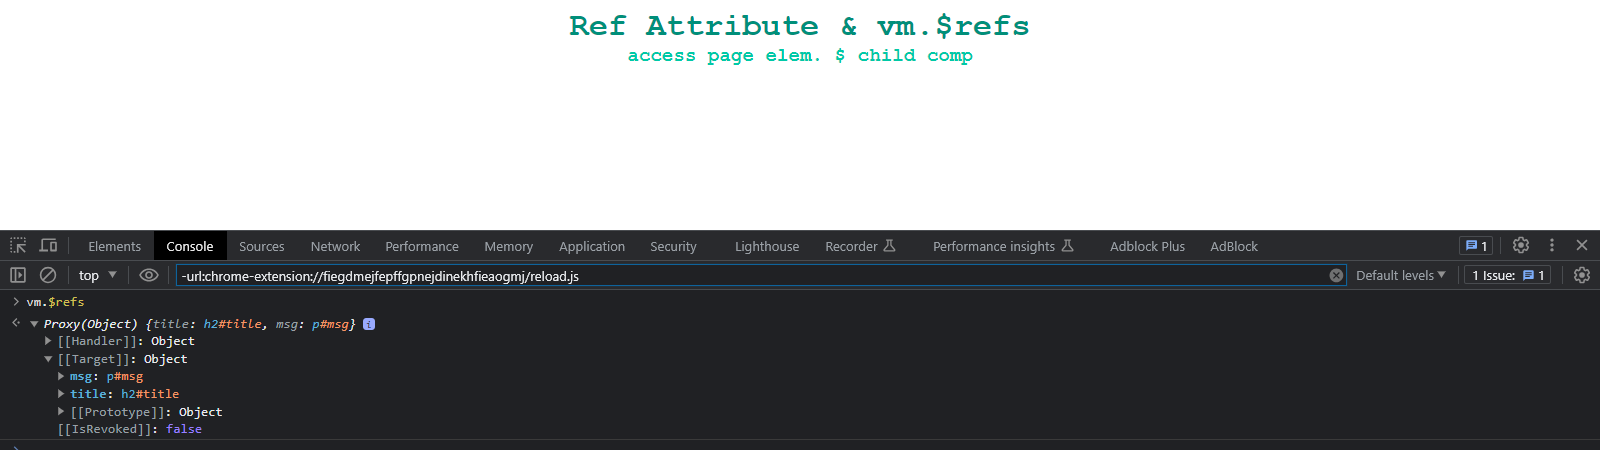 Ref Attribute & vm.$refs
access page elem. $ child comp
Elements Console Sources Network Performance Memory Application Security Lighthouse Recorder Performance insights Adblock Plus AdBlock 1
top -url:chrome-extension://fiegdmejfepffgpnejdinekhfieaogmj/reload.js Default levels 1 Issue: 1
vm.$refs
Proxy(Object) {title: h2#title, msg: p#msg} i
[[Handler]]: Object
[[Target]]: Object
msg: p#msg
title: h2#title
[[Prototype]]: Object
[[IsRevoked]]: false